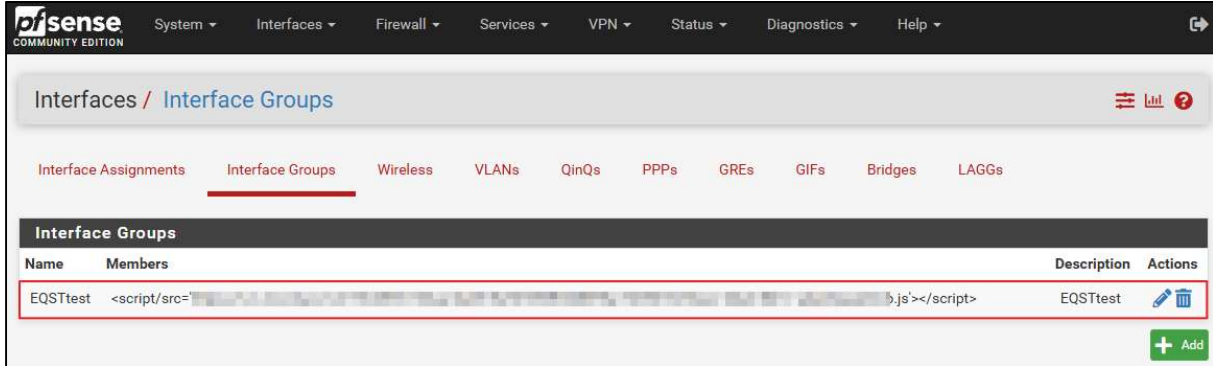 pfsense
COMMUNITY EDITION
System Interfaces Firewall Services VPN Status Diagnostics Help
Interfaces / Interface Groups
Interface Assignments Interface Groups Wireless VLANs QinQs PPPs GREs GIFs Bridges LAGGs
Interface Groups
Name Members Description Actions
EQSTtest <script/src=' .js'></script> EQSTtest
+ Add